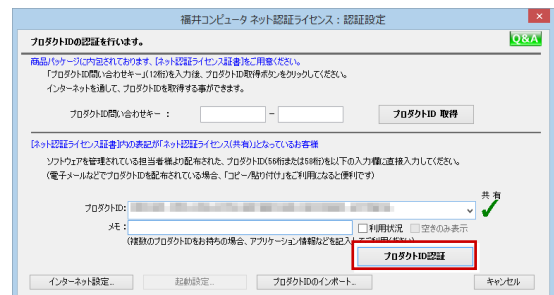 福井コンピュータ ネット認証ライセンス：認証設定
プロダクトIDの認証を行います。
Q&A
商品パッケージに内包されております、[ネット認証ライセンス証書]をご用意ください。
「プロダクトID問い合わせキー」(12桁)を入力後、プロダクトID取得ボタンをクリックしてください。
インターネットを通して、プロダクトIDを取得する事ができます。
プロダクトID問い合わせキー：
－
プロダクトID 取得
[ネット認証ライセンス証書]内の表記が「ネット認証ライセンス(共有)」となっているお客様
ソフトウェアを管理されている担当者様より配布された、プロダクトID(56桁または58桁)を以下の入力欄に直接入力してください。
(電子メールなどでプロダクトIDを配布されている場合、「コピー/貼り付け」をご利用になると便利です)
共有
プロダクトID:
メモ:
利用状況
空きのみ表示
(複数のプロダクトIDをお持ちの場合、アプリケーション情報などを記入
プロダクトID認証
インターネット設定...
起動設定...
プロダクトIDのインポート...
キャンセル